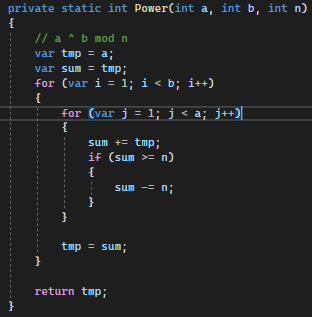 private static int Power(int a, int b, int n)
{
    // a ^ b mod n
    var tmp = a;
    var sum = tmp;
    for (var i = 1; i < b; i++)
    {
        for (var j = 1; j < a; j++)
        {
            sum += tmp;
            if (sum >= n)
            {
                sum -= n;
            }
        }

        tmp = sum;
    }

    return tmp;
}